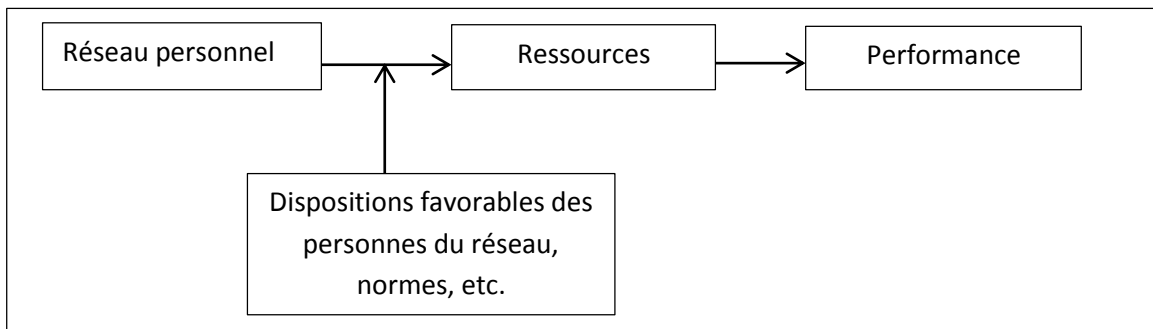 Réseau personnel
Ressources
Performance
Dispositions favorables des
personnes du réseau,
normes, etc.